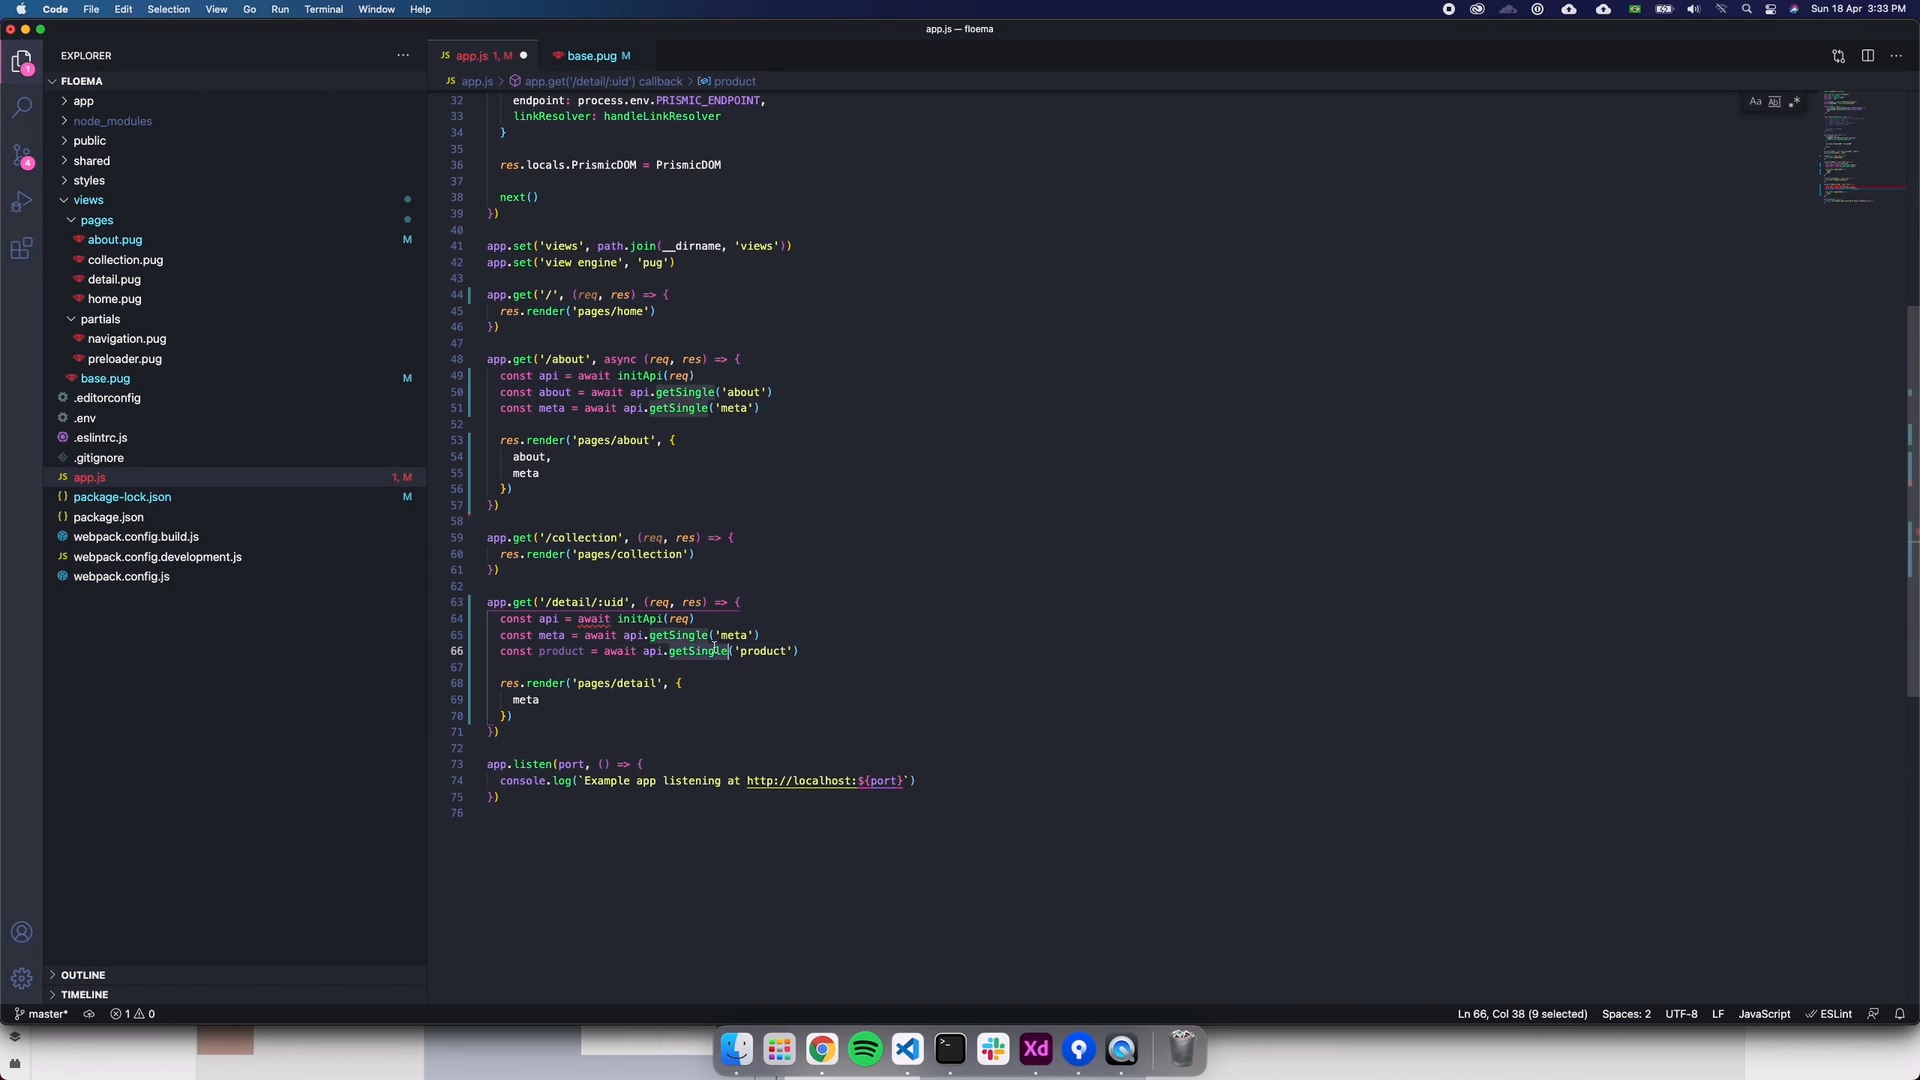 Code File Edit Selection View Go Run Terminal Window Help Sun 18 Apr 3:33 PM
app.js — floema
EXPLORER
JS app.js 1, M
base.pug M
JS app.js > app.get('/detail/:uid') callback > product
FLOEMA
app
node_modules
public
shared
styles
views
pages
about.pug M
collection.pug
detail.pug
home.pug
partials
navigation.pug
preloader.pug
base.pug M
.editorconfig
.env
.eslintrc.js
.gitignore
JS app.js 1, M
{} package-lock.json M
{} package.json
webpack.config.build.js
JS webpack.config.development.js
webpack.config.js
OUTLINE
TIMELINE
1
4
Aa Ab
32 endpoint: process.env.PRISMIC_ENDPOINT,
33 linkResolver: handleLinkResolver
34 }
35
36 res.locals.PrismicDOM = PrismicDOM
37
38 next()
39 })
40
41 app.set('views', path.join(__dirname, 'views'))
42 app.set('view engine', 'pug')
43
44 app.get('/', (req, res) => {
45 res.render('pages/home')
46 })
47
48 app.get('/about', async (req, res) => {
49 const api = await initApi(req)
50 const about = await api.getSingle('about')
51 const meta = await api.getSingle('meta')
52
53 res.render('pages/about', {
54 about,
55 meta
56 })
57 })
58
59 app.get('/collection', (req, res) => {
60 res.render('pages/collection')
61 })
62
63 app.get('/detail/:uid', (req, res) => {
64 const api = await initApi(req)
65 const meta = await api.getSingle('meta')
66 const product = await api.getSingle('product')
67
68 res.render('pages/detail', {
69 meta
70 })
71 })
72
73 app.listen(port, () => {
74 console.log(`Example app listening at http://localhost:${port}`)
75 })
76
master* 1 0 Ln 66, Col 38 (9 selected) Spaces: 2 UTF-8 LF JavaScript ESLint
Xd